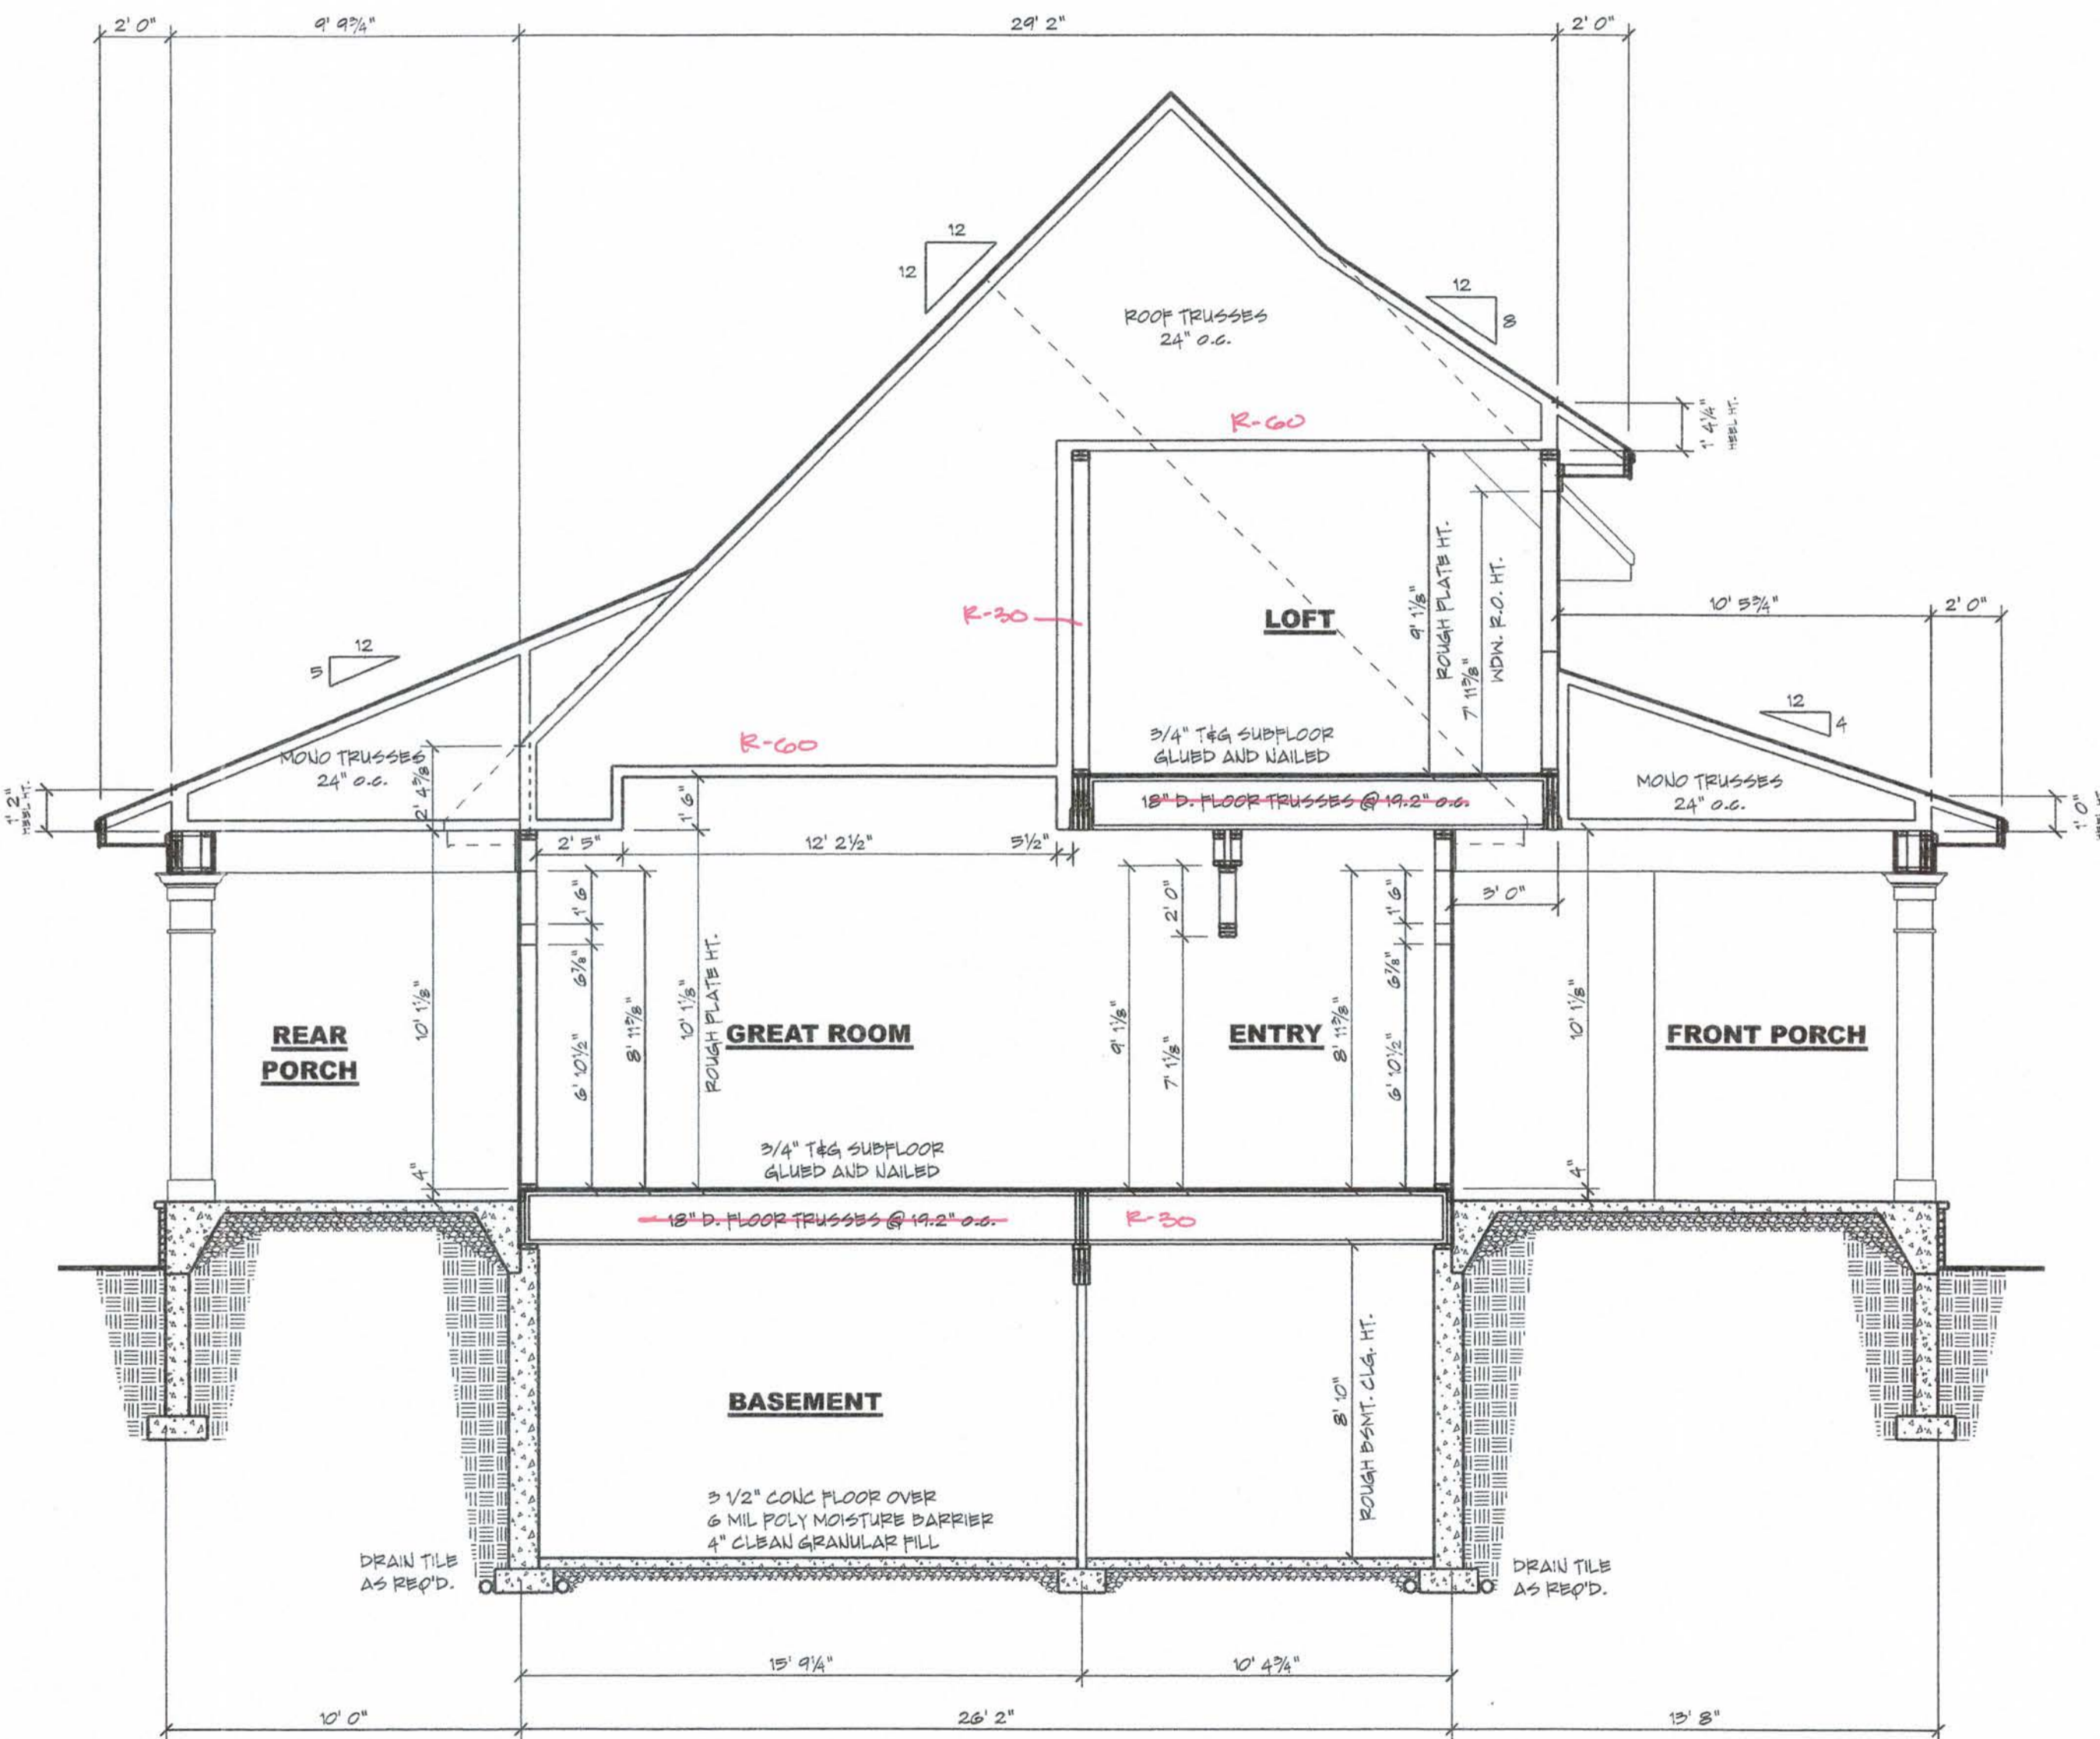 2' 0"
9' 9¾"
29' 2"
2' 0"
12
12
12
8
ROOF TRUSSES
24" O.C.
R-60
1' 4¼"
HEEL HT.
R-30
LOFT
9' 1⅛"
ROUGH PLATE HT.
7' 11⅜"
WDW. R.O. HT.
10' 5¾"
2' 0"
12
5
12
4
MONO TRUSSES
24" O.C.
2' 4⅝"
R-60
3/4" T&G SUBFLOOR
GLUED AND NAILED
MONO TRUSSES
24" O.C.
1' 2"
HEEL HT.
1' 6"
18" D. FLOOR TRUSSES @ 19.2" O.C.
1' 0"
HEEL HT.
2' 5"
12' 2½"
5½"
1' 6"
2' 0"
1' 6"
3' 0"
6⅞"
6⅞"
10' 1⅛"
8' 11⅜"
10' 1⅛"
ROUGH PLATE HT.
9' 1⅛"
7' 1⅛"
8' 11⅜"
10' 1⅛"
6' 10½"
6' 10½"
REAR
PORCH
GREAT ROOM
ENTRY
FRONT PORCH
4"
3/4" T&G SUBFLOOR
GLUED AND NAILED
4"
18" D. FLOOR TRUSSES @ 19.2" O.C.
R-30
BASEMENT
8' 10"
ROUGH BSMT. CLG. HT.
3 1/2" CONC FLOOR OVER
6 MIL POLY MOISTURE BARRIER
4" CLEAN GRANULAR FILL
DRAIN TILE
AS REQ'D.
DRAIN TILE
AS REQ'D.
15' 9¼"
10' 4¾"
10' 0"
26' 2"
13' 8"